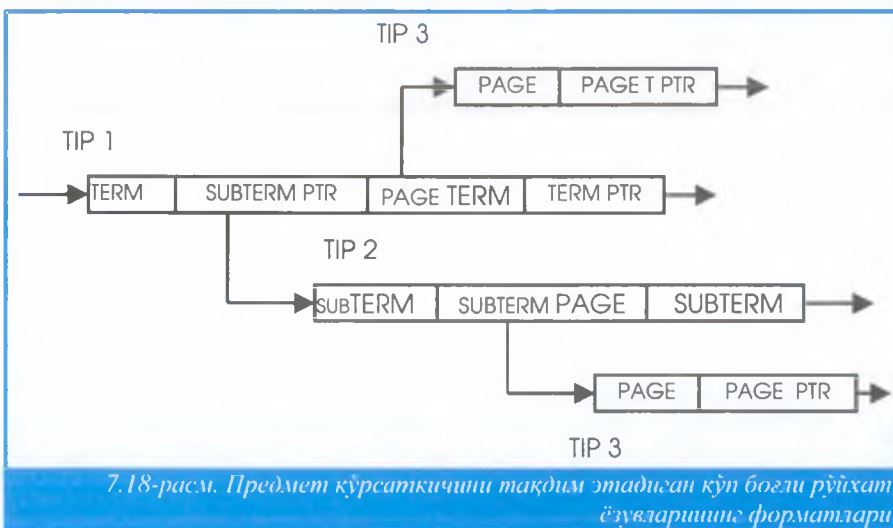 TIP 3
PAGE PAGE T PTR
TIP 1
TERM SUBTERM PTR PAGE TERM TERM PTR
TIP 2
SUBTERM SUBTERM PAGE SUBTERM
PAGE PAGE PTR
TIP 3
7.18-расм. Предмет кўрсаткичини тақдим этадиган кўп боғли рўйхат
ёзувларининг форматлари